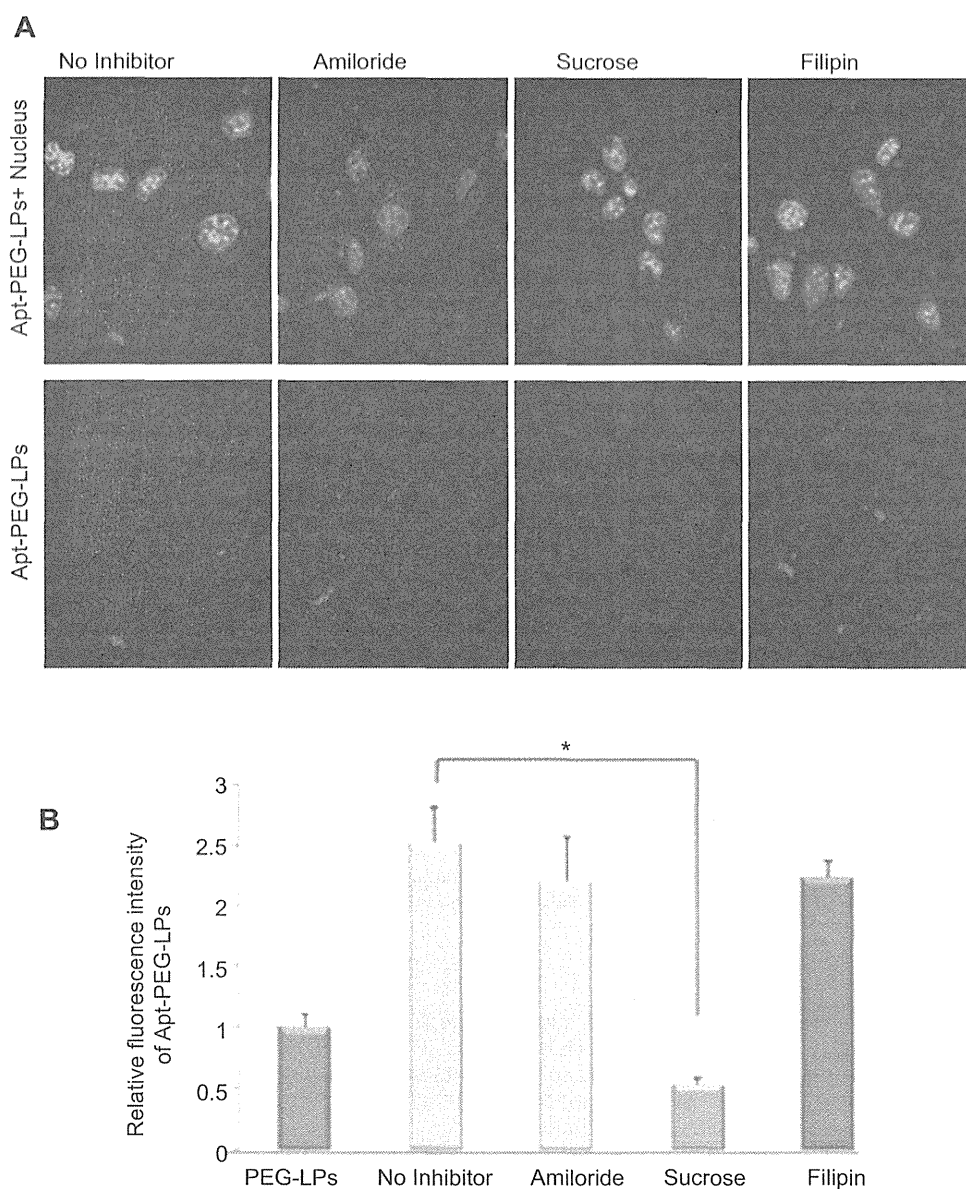 A
No Inhibitor Amiloride Sucrose Filipin
Apt-PEG-LPs+ Nucleus
Apt-PEG-LPs
B
Relative fluorescence intensity
of Apt-PEG-LPs
*
3
2.5
2
1.5
1
0.5
0
PEG-LPs No Inhibitor Amiloride Sucrose Filipin